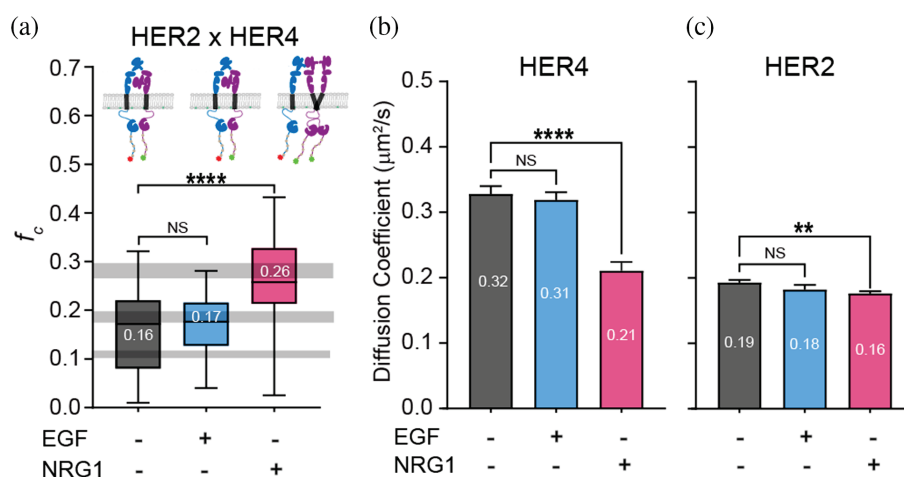 (a)
HER2 x HER4
0.7
0.6
0.5
0.4
0.3
0.2
0.1
0.0
fc
****
NS
0.16
0.17
0.26
EGF - + -
NRG1 - - +
(b)
HER4
0.5
0.4
0.3
0.2
0.1
0.0
Diffusion Coefficient (μm²/s)
****
NS
0.32
0.31
0.21
EGF - + -
NRG1 - - +
(c)
HER2
**
NS
0.19
0.18
0.16
- + -
- - +